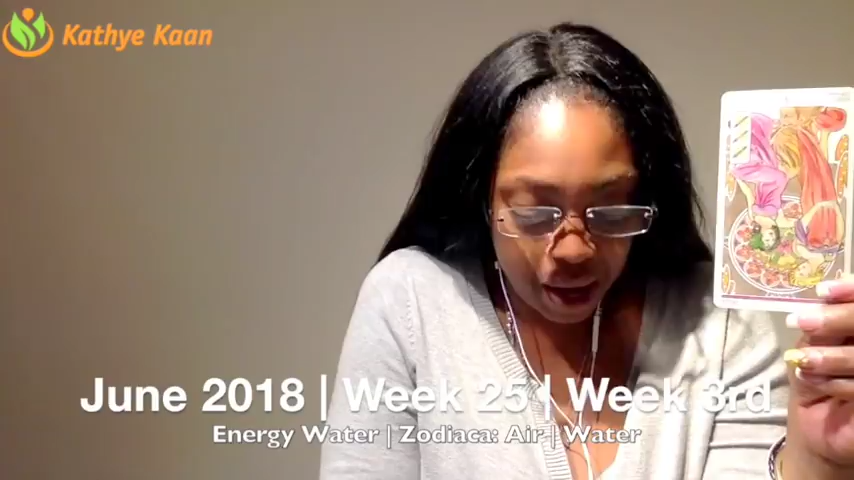 Kathye Kaan
June 2018 | Week 25 | Week 3rd
Energy Water | Zodiaca: Air | Water